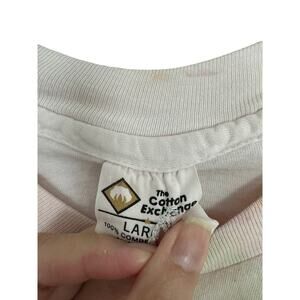 The
Cotton
Exchange
LAR
100% COMBE